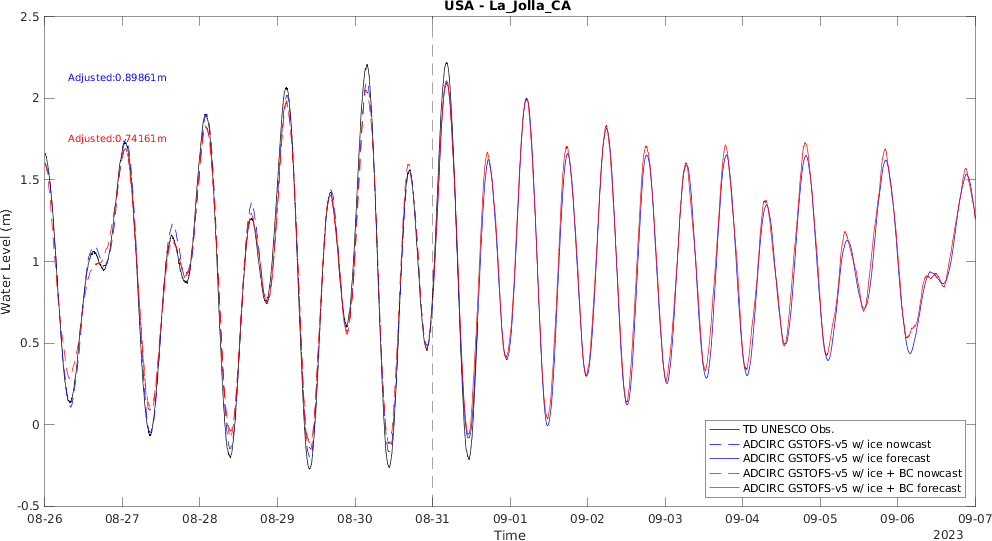 USA - La_Jolla_CA
2.5
2
1.5
1
0.5
0
-0.5
Water Level (m)
Adjusted:0.89861m
Adjusted:0.74161m
TD UNESCO Obs.
ADCIRC GSTOFS-v5 w/ ice nowcast
ADCIRC GSTOFS-v5 w/ ice forecast
ADCIRC GSTOFS-v5 w/ ice + BC nowcast
ADCIRC GSTOFS-v5 w/ ice + BC forecast
08-26 08-27 08-28 08-29 08-30 08-31 09-01 09-02 09-03 09-04 09-05 09-06 09-07
Time
2023